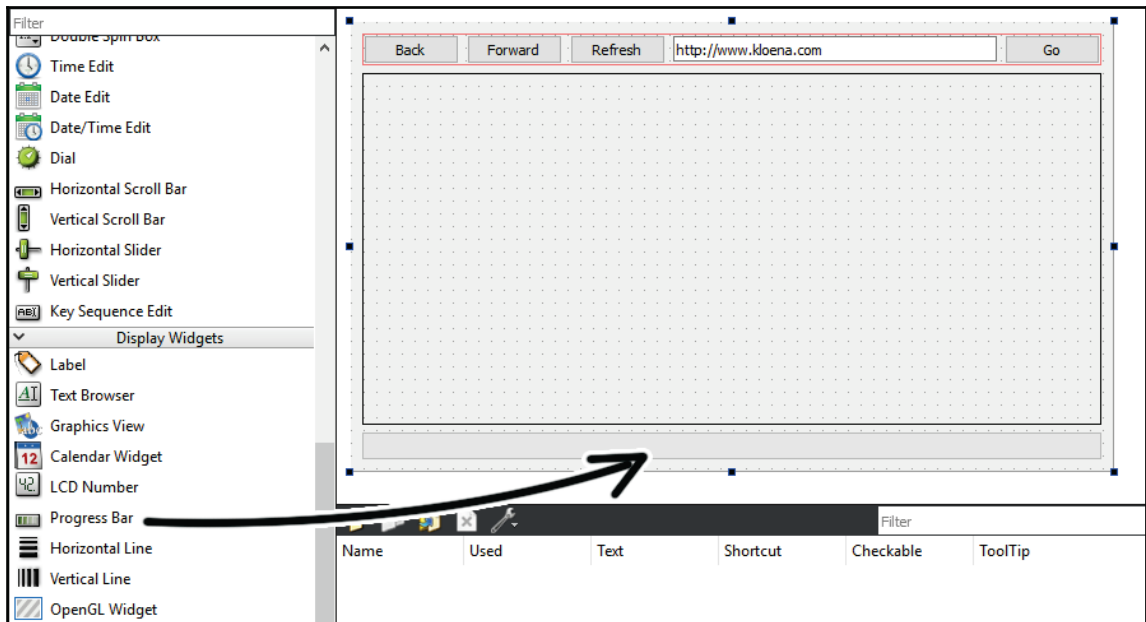 Filter
Double Spin Box
Time Edit
Date Edit
Date/Time Edit
Dial
Horizontal Scroll Bar
Vertical Scroll Bar
Horizontal Slider
Vertical Slider
Key Sequence Edit
Display Widgets
Label
Text Browser
Graphics View
Calendar Widget
LCD Number
Progress Bar
Horizontal Line
Vertical Line
OpenGL Widget
Back Forward Refresh http://www.kloena.com Go
Filter
Name Used Text Shortcut Checkable ToolTip